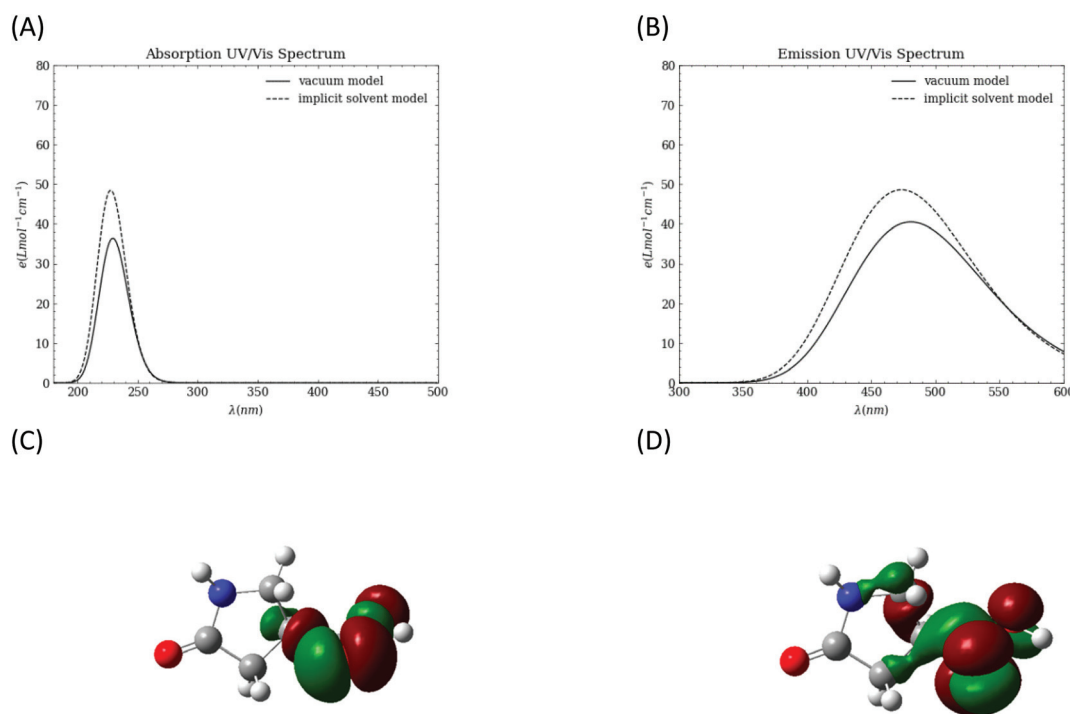 (A)
Absorption UV/Vis Spectrum
80
70
60
50
40
30
20
10
0
e(Lmol⁻¹cm⁻¹)
vacuum model
implicit solvent model
200 250 300 350 400 450 500
λ(nm)
(B)
Emission UV/Vis Spectrum
80
70
60
50
40
30
20
10
0
e(Lmol⁻¹cm⁻¹)
vacuum model
implicit solvent model
300 350 400 450 500 550 600
λ(nm)
(C)
(D)